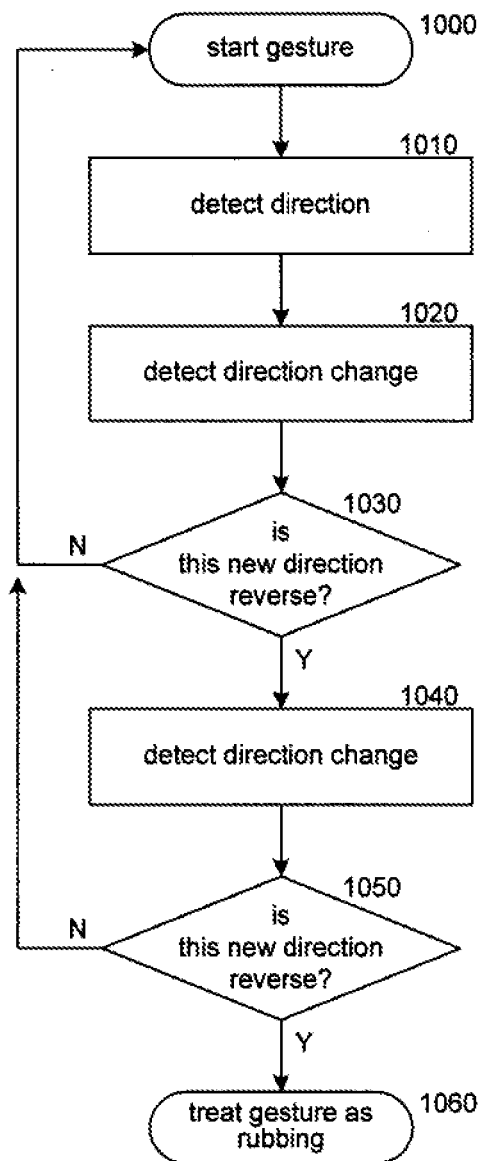 start gesture
1000
1010
detect direction
1020
detect direction change
1030
is
this new direction
reverse?
N
Y
1040
detect direction change
1050
is
this new direction
reverse?
N
Y
treat gesture as
rubbing
1060